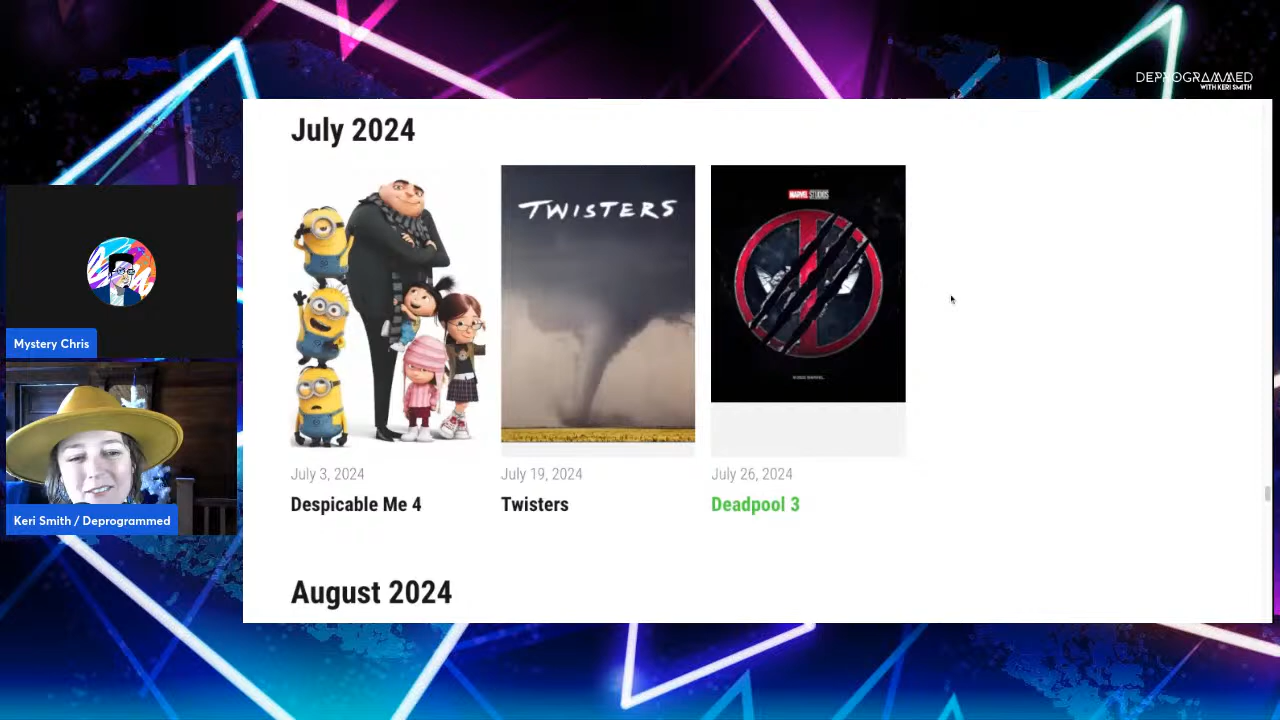 DEPROGRAMMED
WITH KERI SMITH
July 2024
TWISTERS
MARVEL STUDIOS
Mystery Chris
July 3, 2024
July 19, 2024
July 26, 2024
Despicable Me 4
Twisters
Deadpool 3
Keri Smith / Deprogrammed
August 2024